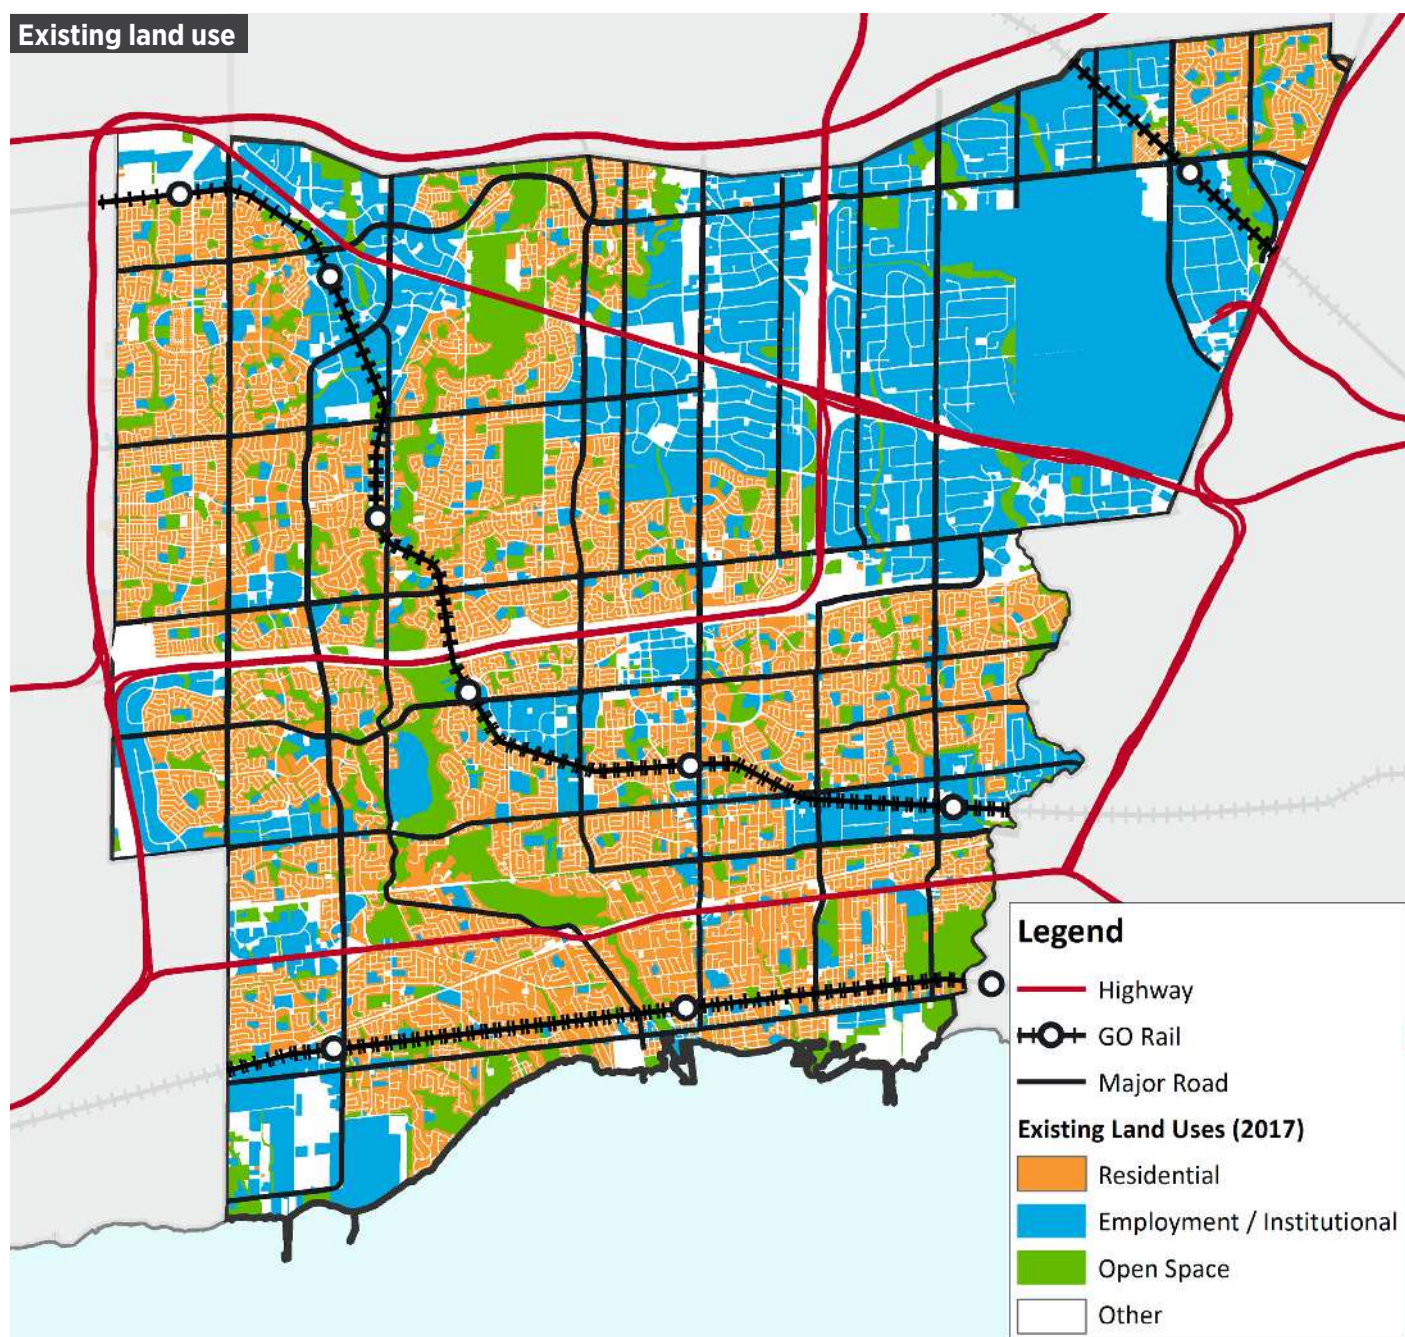 Existing land use
Legend
Highway
GO Rail
Major Road
Existing Land Uses (2017)
Residential
Employment / Institutional
Open Space
Other